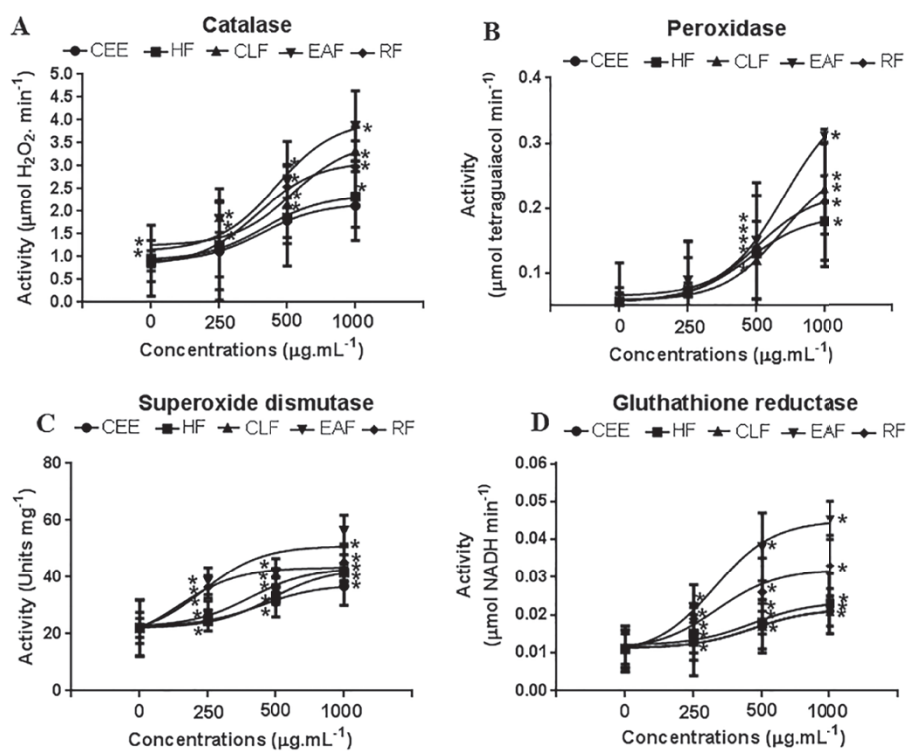 A
Catalase
CEE HF CLF EAF RF
Activity (µmol H₂O₂. min⁻¹)
5.0
4.5
4.0
3.5
3.0
2.5
2.0
1.5
1.0
0.5
0.0
* * * * * * * * * * * * * *
0 250 500 1000
Concentrations (µg.mL⁻¹)
B
Peroxidase
CEE HF CLF EAF RF
Activity
(µmol tetraguaiacol min⁻¹)
0.4
0.3
0.2
0.1
0 250 500 1000
Concentrations (µg.mL⁻¹)
C
Superoxide dismutase
CEE HF CLF EAF RF
Activity (Units mg⁻¹)
80
60
40
20
0
0 250 500 1000
Concentrations (µg.mL⁻¹)
D
Gluthathione reductase
CEE HF CLF EAF RF
Activity
(µmol NADH min⁻¹)
0.06
0.05
0.04
0.03
0.02
0.01
0.00
0 250 500 1000
Concentrations (µg.mL⁻¹)